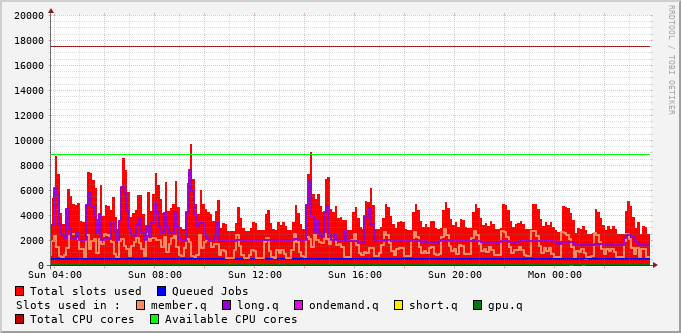 20000
18000
16000
14000
12000
10000
8000
6000
4000
2000
0
Sun 04:00 Sun 08:00 Sun 12:00 Sun 16:00 Sun 20:00 Mon 00:00
Total slots used Queued Jobs
Slots used in : member.q long.q ondemand.q short.q gpu.q
Total CPU cores Available CPU cores
RRDTOOL / TOBI OETIKER